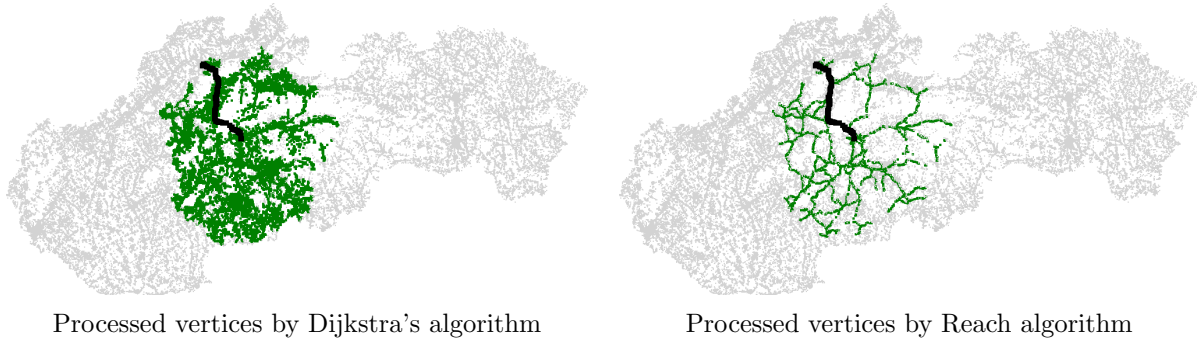 Processed vertices by Dijkstra's algorithm
Processed vertices by Reach algorithm